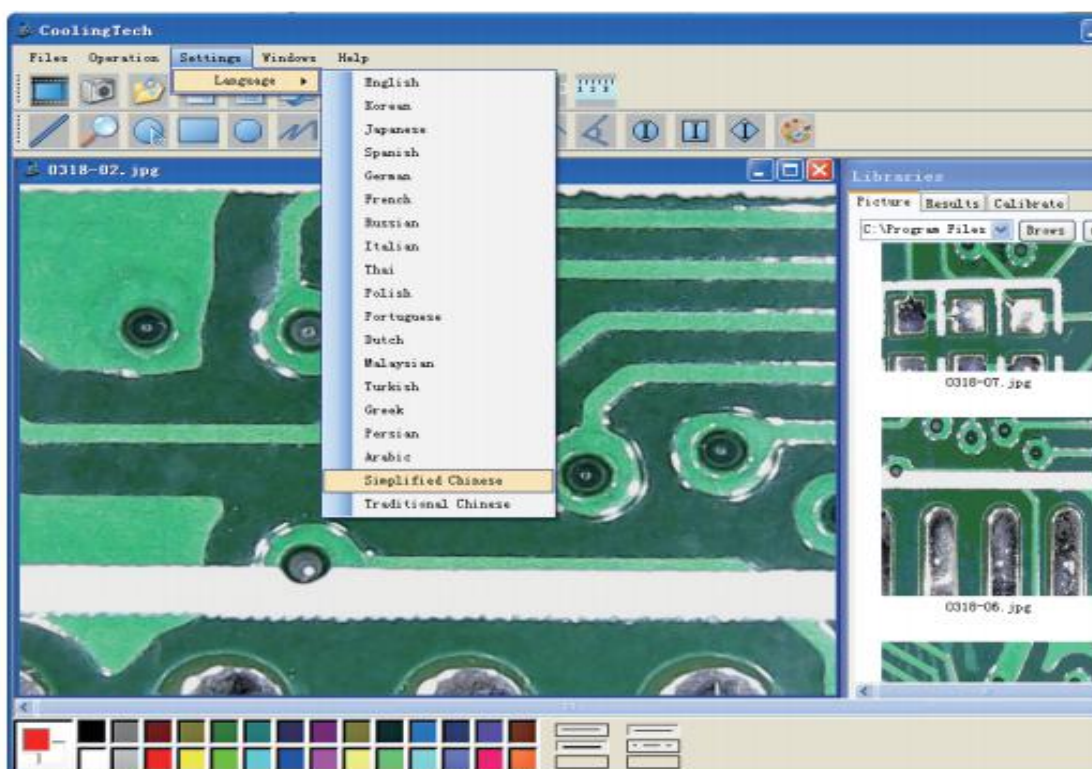 CoolingTech
Files Operation Settings Windows Help
Language
English
Korean
Japanese
Spanish
German
French
Russian
Italian
Thai
Polish
Portuguese
Dutch
Malaysian
Turkish
Greek
Persian
Arabic
Simplified Chinese
Traditional Chinese
0318-02.jpg
Libraries
Picture Results Calibrate
C:\Program Files Brows
0318-07.jpg
0318-06.jpg